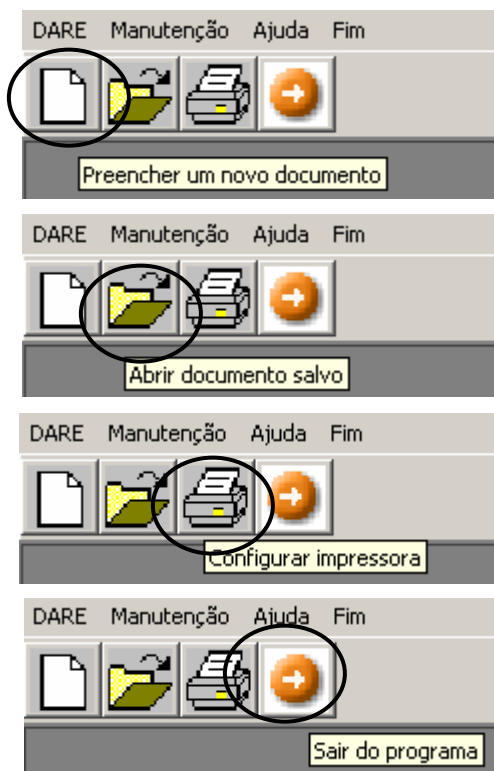 DARE Manutenção Ajuda Fim
Preencher um novo documento
DARE Manutenção Ajuda Fim
Abrir documento salvo
DARE Manutenção Ajuda Fim
Configurar impressora
DARE Manutenção Ajuda Fim
Sair do programa